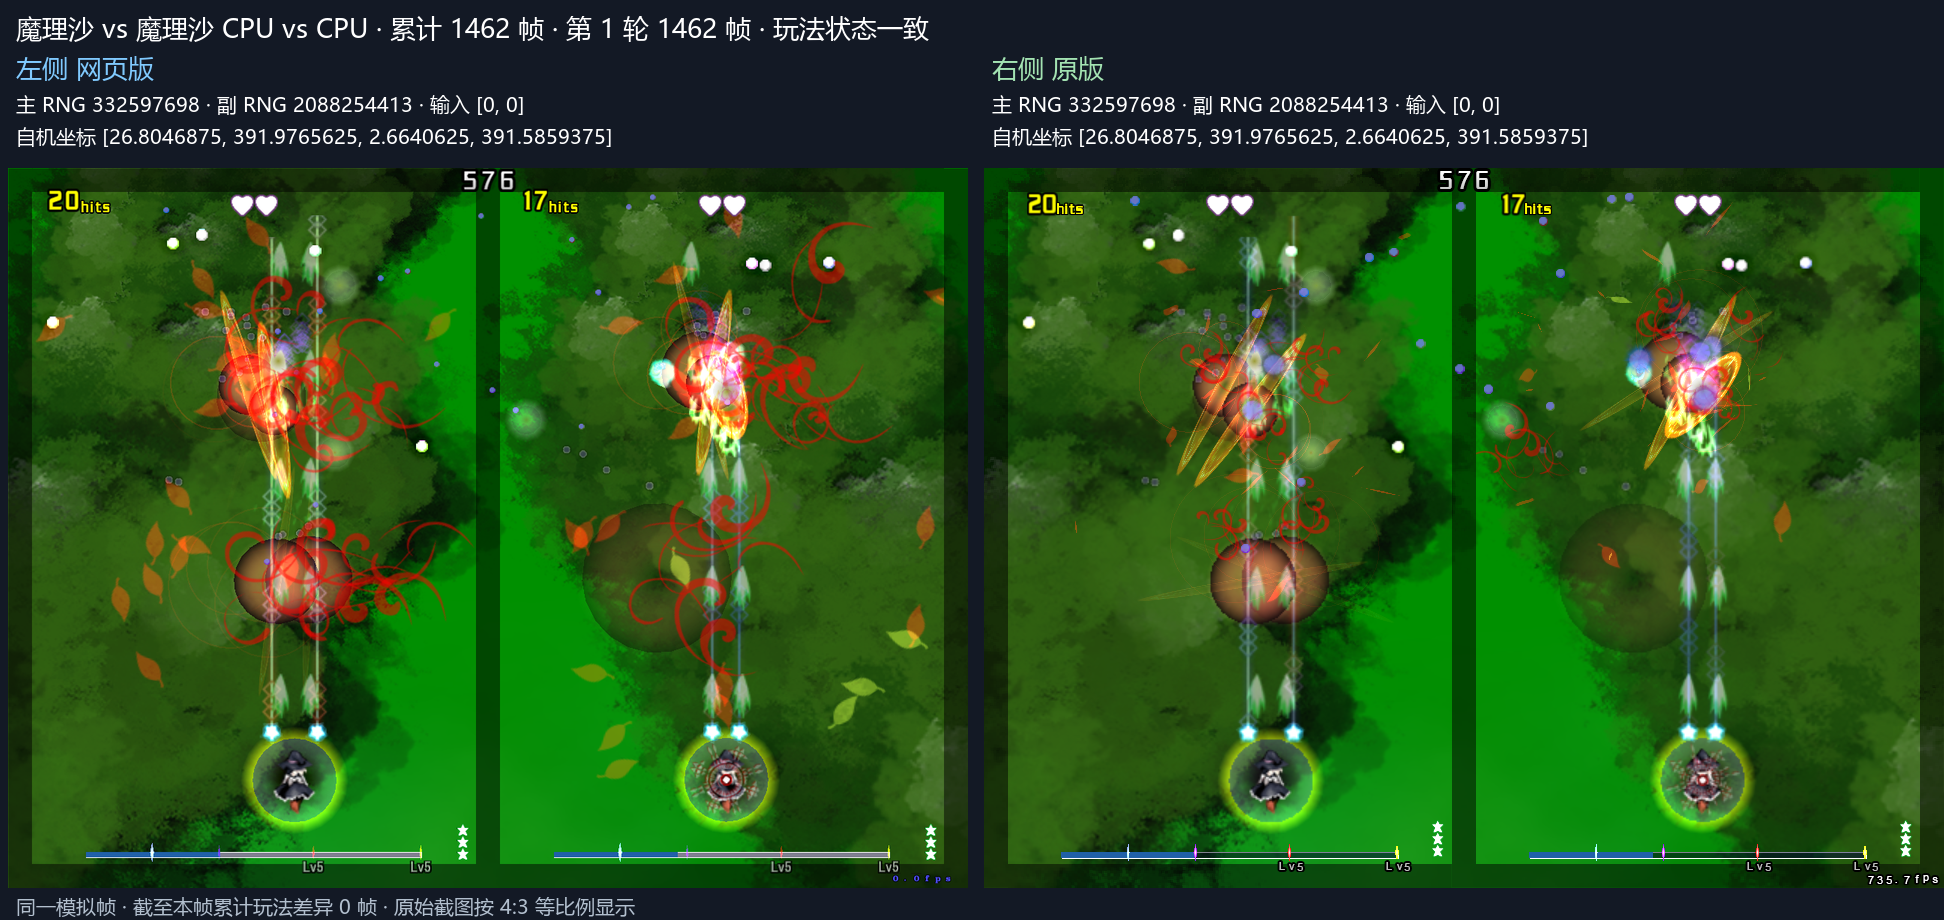 魔理沙 vs 魔理沙 CPU vs CPU · 累计 1462 帧 · 第 1 轮 1462 帧 · 玩法状态一致
左侧 网页版
主 RNG 332597698 · 副 RNG 2088254413 · 输入 [0, 0]
自机坐标 [26.8046875, 391.9765625, 2.6640625, 391.5859375]
右侧 原版
主 RNG 332597698 · 副 RNG 2088254413 · 输入 [0, 0]
自机坐标 [26.8046875, 391.9765625, 2.6640625, 391.5859375]
576
20hits
17hits
Lv5
Lv5
Lv5
Lv5
0.0fps
576
20hits
17hits
Lv5
Lv5
Lv5
Lv5
735.7fps
同一模拟帧 · 截至本帧累计玩法差异 0 帧 · 原始截图按 4:3 等比例显示